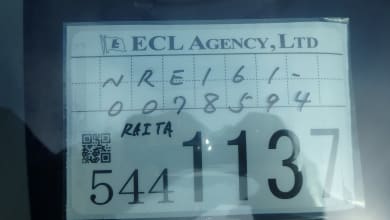 ECL AGENCY, LTD
NRE161-
0078594
RAITA
544 1137